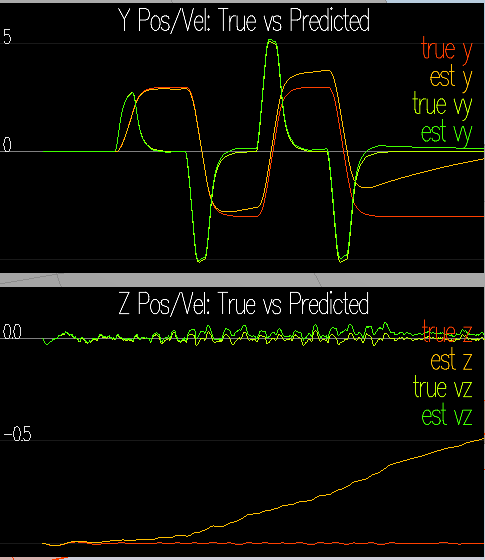 Y Pos/Vel: True vs Predicted
5
true y
est y
true vy
0
est vy
Z Pos/Vel: True vs Predicted
0.0
true z
est z
true vz
est vz
-0.5